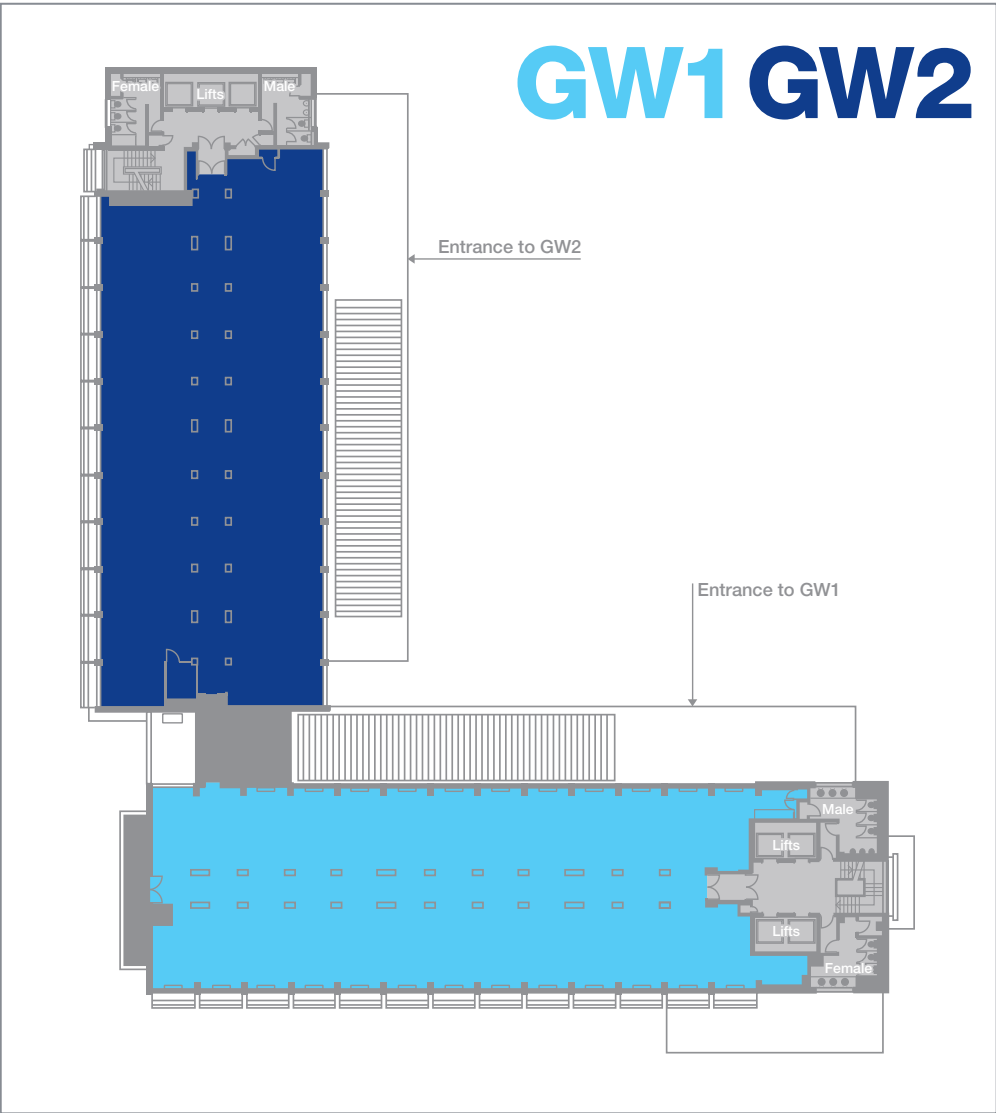 GW1 GW2
Female
Lifts
Male
Entrance to GW2
Entrance to GW1
Male
Lifts
Lifts
Female